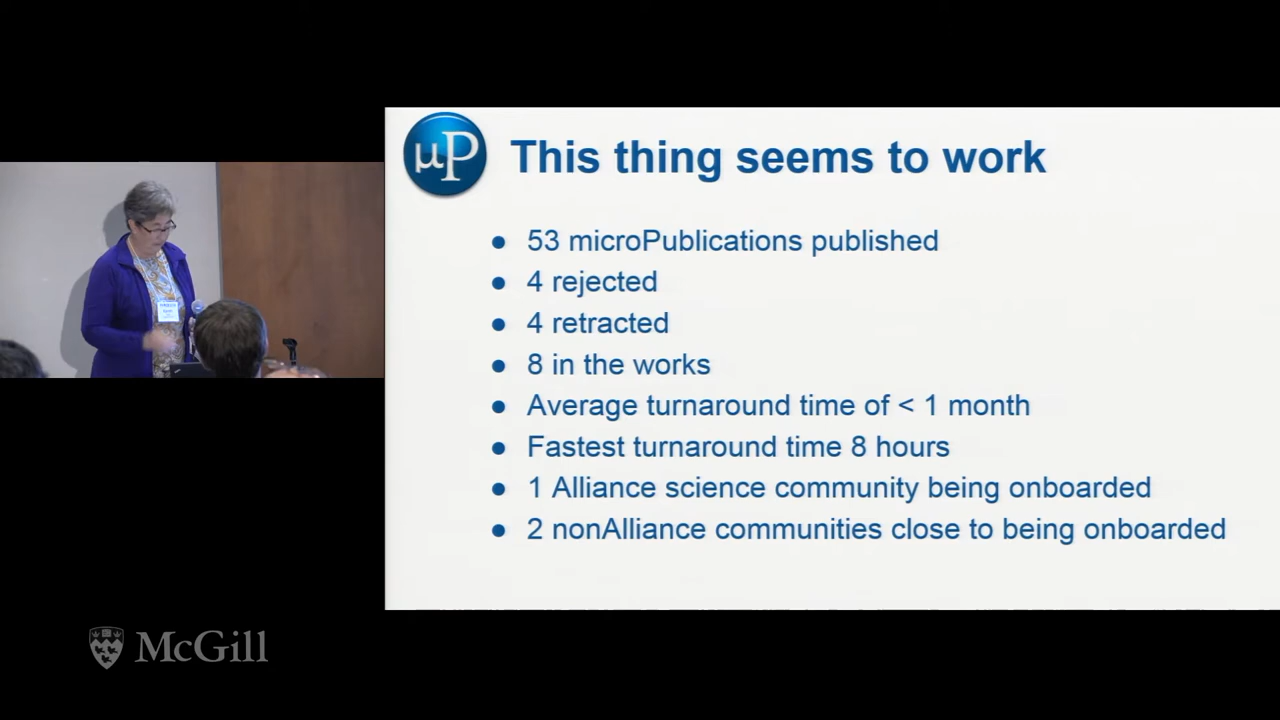 µP
This thing seems to work
● 53 microPublications published
● 4 rejected
● 4 retracted
● 8 in the works
● Average turnaround time of < 1 month
● Fastest turnaround time 8 hours
● 1 Alliance science community being onboarded
● 2 nonAlliance communities close to being onboarded
McGill